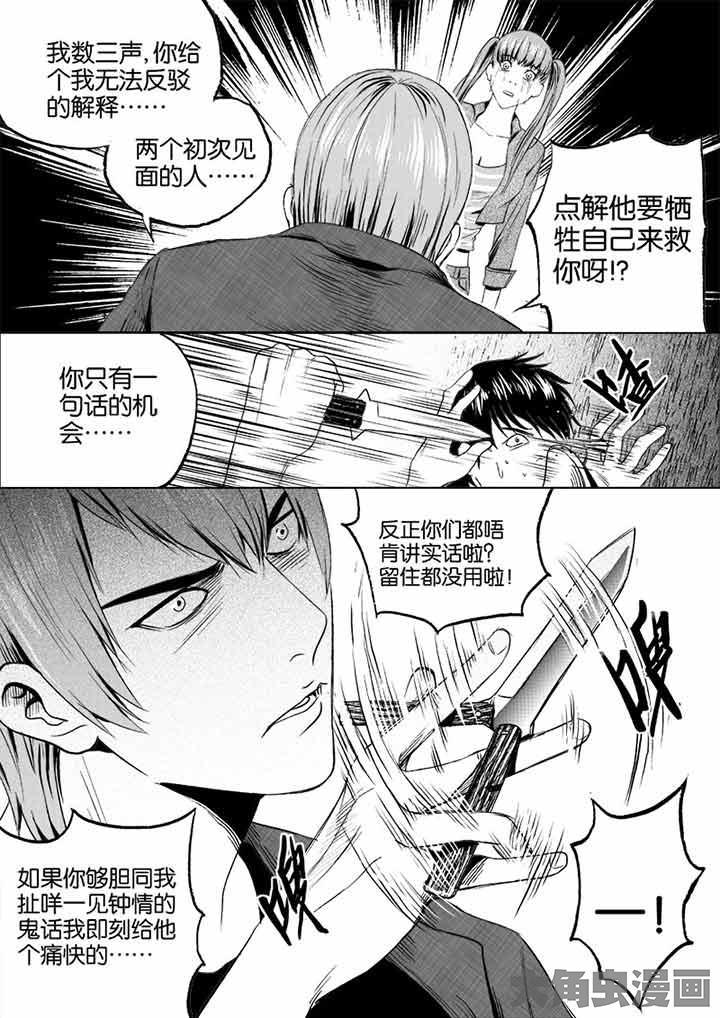 我数三声,你给
个我无法反驳
的解释……
两个初次见
面的人……
点解他要牺
牲自己来救
你呀!?
你只有一
句话的机
会……
喳
反正你们都唔
肯讲实话啦?
留住都没用啦!
嗖
嗖
如果你够胆同我
扯咩一见钟情的
鬼话我即刻给他
个痛快的……
一!
大角虫漫画